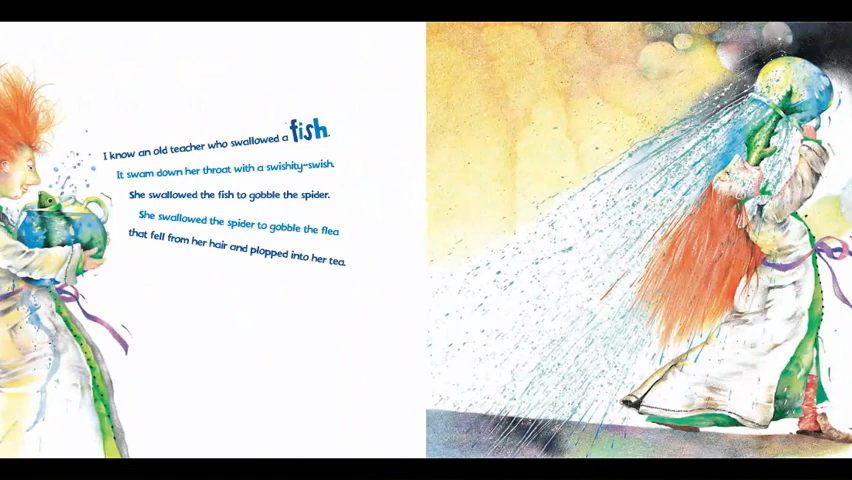 I know an old teacher who swallowed a fish.
It swam down her throat with a swishity-swish.
She swallowed the fish to gobble the spider.
She swallowed the spider to gobble the flea
that fell from her hair and plopped into her tea.